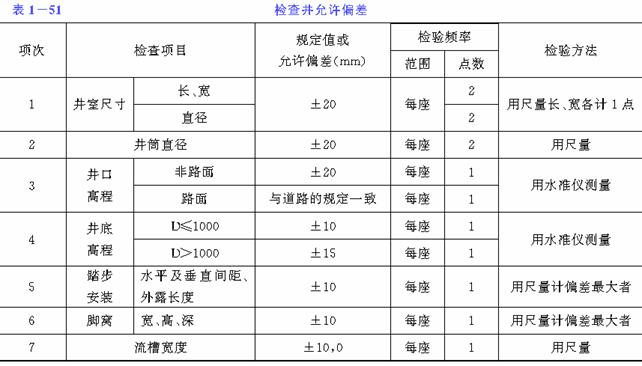 表1—51 检查井允许偏差
项次 检查项目 规定值或允许偏差(mm) 检验频率 检验方法
范围 点数
1 井室尺寸 长、宽 ±20 每座 2 用尺量长、宽各计1点
直径 2
2 井筒直径 ±20 每座 2 用尺量
3 井口高程 非路面 ±20 每座 1 用水准仪测量
路面 与道路的规定一致 每座 1
4 井底高程 D≤1000 ±10 每座 1 用水准仪测量
D>1000 ±15 每座 1
5 踏步安装 水平及垂直间距、外露长度 ±10 每座 1 用尺量计偏差最大者
6 脚窝 宽、高、深 ±10 每座 1 用尺量计偏差最大者
7 流槽宽度 ±10,0 每座 1 用尺量